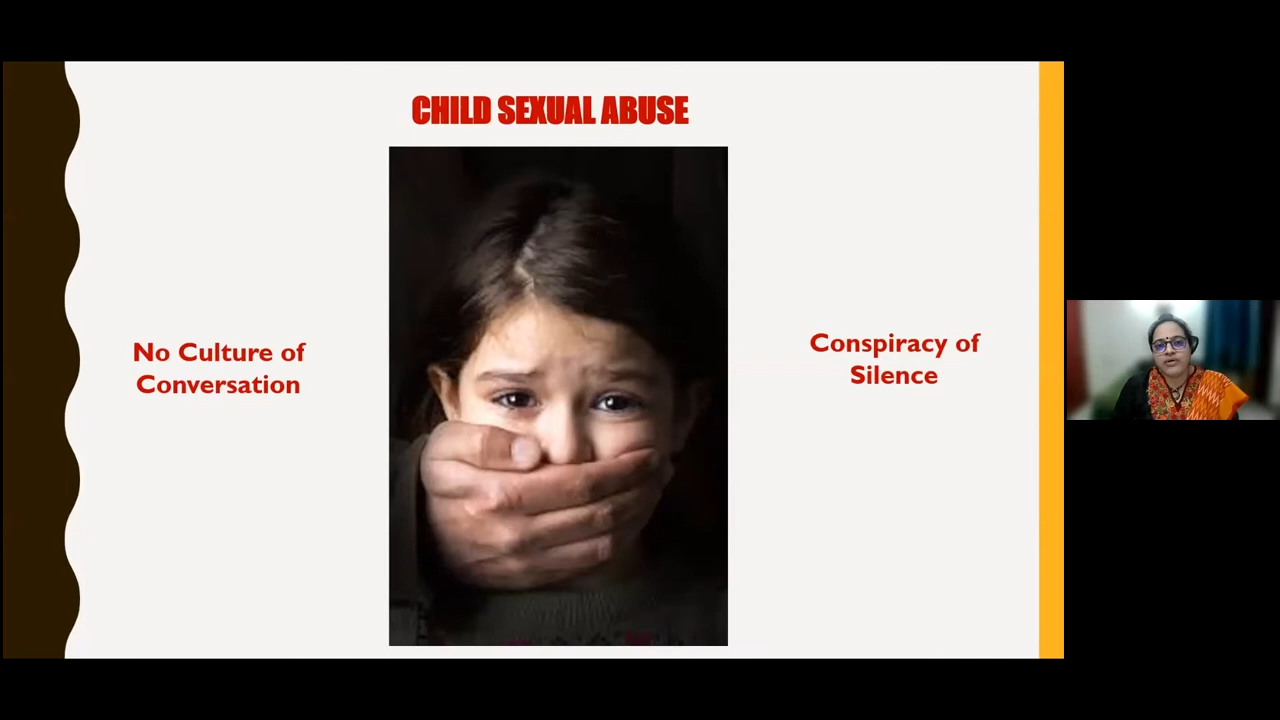 CHILD SEXUAL ABUSE
No Culture of
Conversation
Conspiracy of
Silence